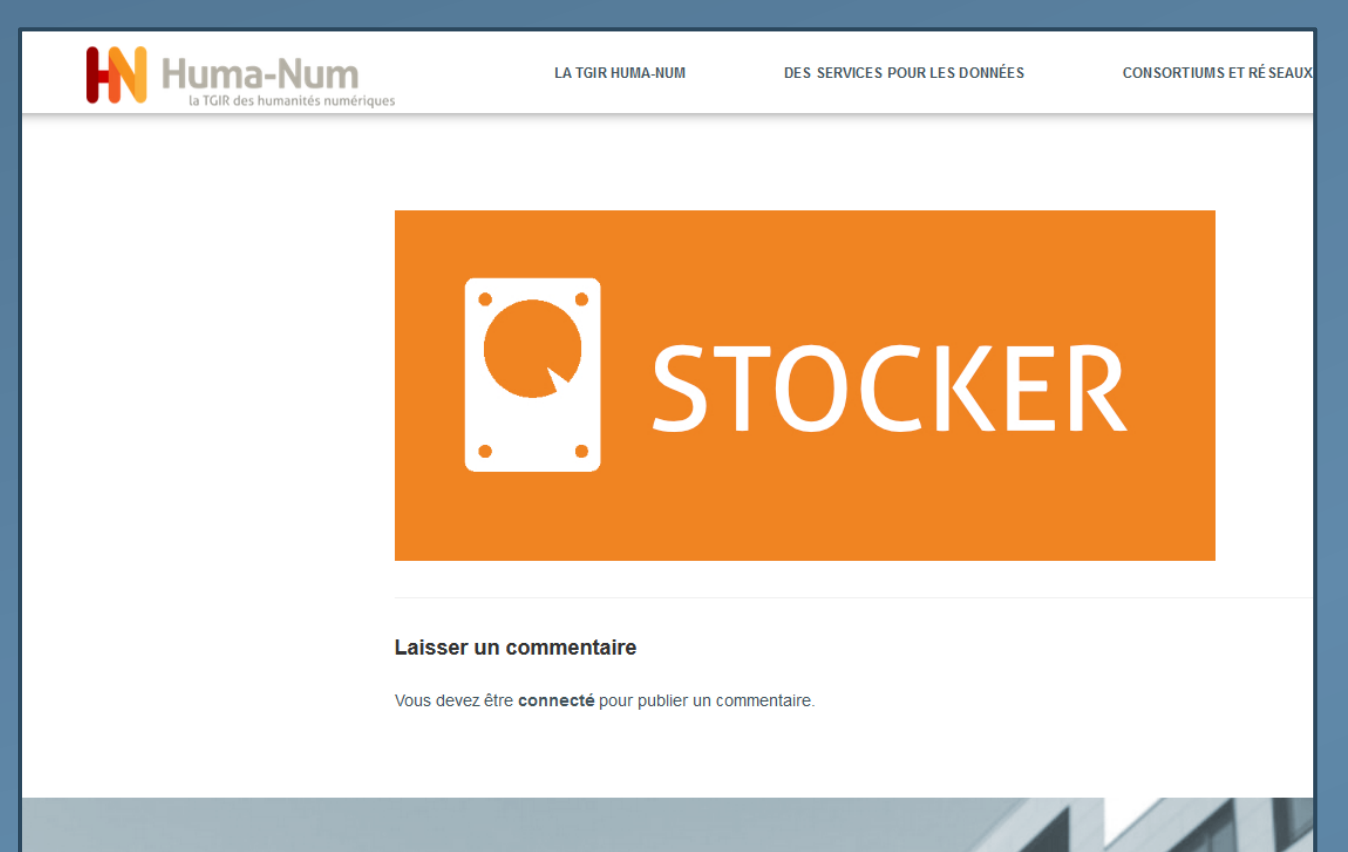 HN Huma-Num
la TGIR des humanités numériques
LA TGIR HUMA-NUM
DES SERVICES POUR LES DONNÉES
CONSORTIUMS ET RÉSEAUX
STOCKER
Laisser un commentaire
Vous devez être connecté pour publier un commentaire.